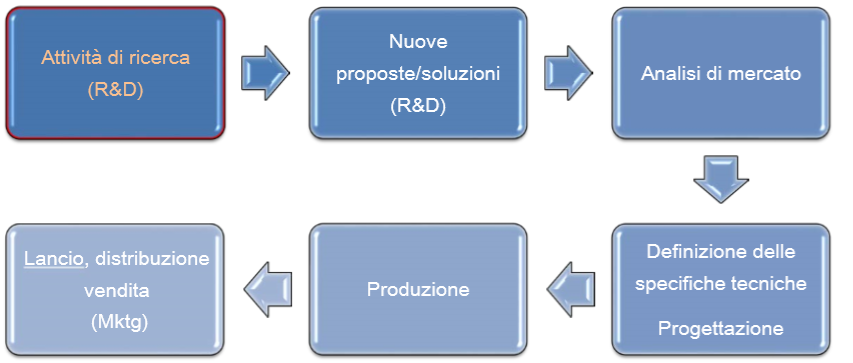 Attività di ricerca
(R&D)
Nuove
proposte/soluzioni
(R&D)
Analisi di mercato
Definizione delle
specifiche tecniche
Progettazione
Produzione
Lancio, distribuzione
vendita
(Mktg)